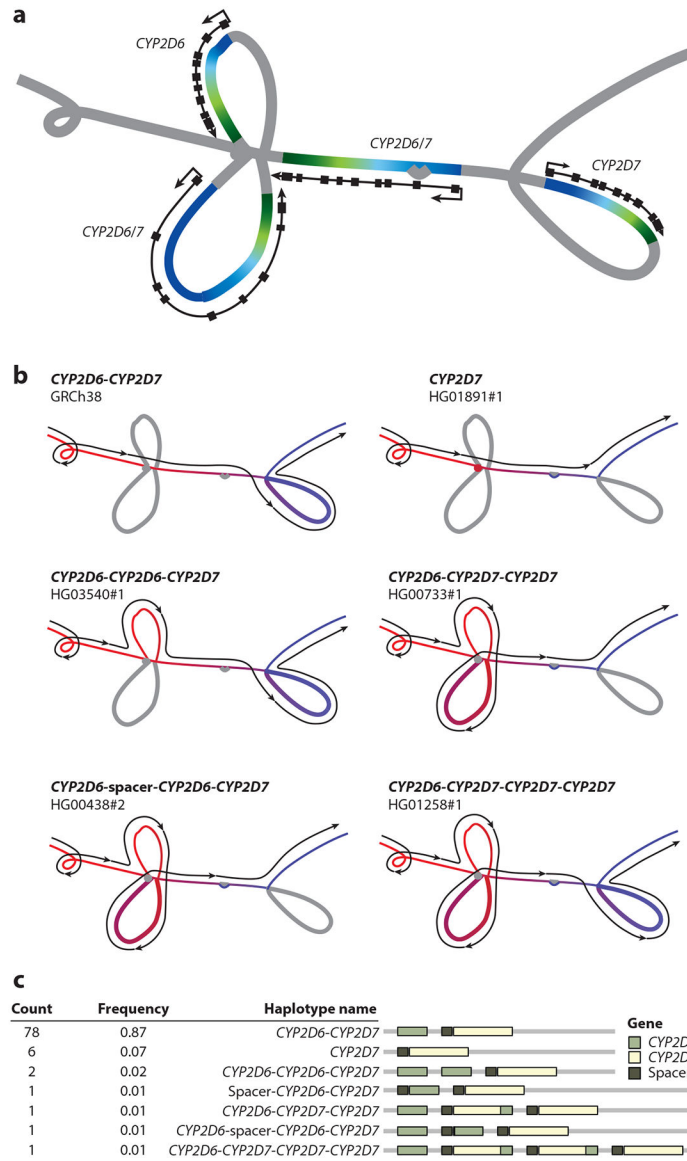 a
CYP2D6
CYP2D6/7
CYP2D7
CYP2D6/7
b
CYP2D6-CYP2D7
GRCh38
CYP2D7
HG01891#1
CYP2D6-CYP2D6-CYP2D7
HG03540#1
CYP2D6-CYP2D7-CYP2D7
HG00733#1
CYP2D6-spacer-CYP2D6-CYP2D7
HG00438#2
CYP2D6-CYP2D7-CYP2D7-CYP2D7
HG01258#1
c
Count Frequency Haplotype name
78 0.87 CYP2D6-CYP2D7
6 0.07 CYP2D7
2 0.02 CYP2D6-CYP2D6-CYP2D7
1 0.01 Spacer-CYP2D6-CYP2D7
1 0.01 CYP2D6-CYP2D7-CYP2D7
1 0.01 CYP2D6-spacer-CYP2D6-CYP2D7
1 0.01 CYP2D6-CYP2D7-CYP2D7-CYP2D7
Gene